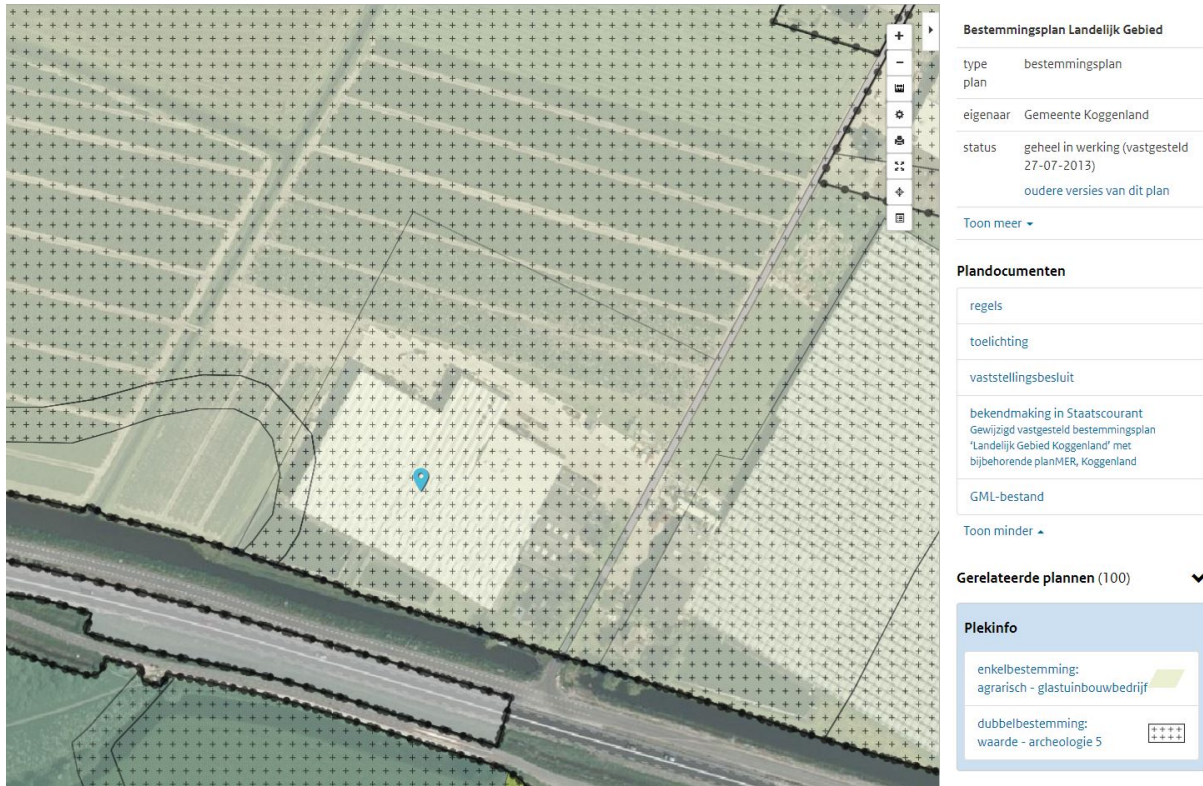 Bestemmingsplan Landelijk Gebied
type
plan
bestemmingsplan
eigenaar Gemeente Koggenland
status geheel in werking (vastgesteld
27-07-2013)
oudere versies van dit plan
Toon meer
Plandocumenten
regels
toelichting
vaststellingsbesluit
bekendmaking in Staatscourant
Gewijzigd vastgesteld bestemmingsplan
'Landelijk Gebied Koggenland' met
bijbehorende planMER, Koggenland
GML-bestand
Toon minder
Gerelateerde plannen (100)
Plekinfo
enkelbestemming:
agrarisch - glastuinbouwbedrijf
dubbelbestemming:
waarde - archeologie 5